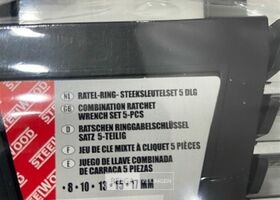 NL RATEL-RING- STEEKSLEUTELSET 5 DLG
GB COMBINATION RATCHET
WRENCH SET 5-PCS
D RATSCHEN RINGGABELSCHLÜSSEL
SATZ 5-TEILIG
F JEU DE CLE MIXTE À CLIQUET 5 PIÈCES
E JUEGO DE LLAVE COMBINADA
DE CARRACA 5 PIEZAS
• 8 • 10 • 13 • 15 • 17 MM
STEELWOOD